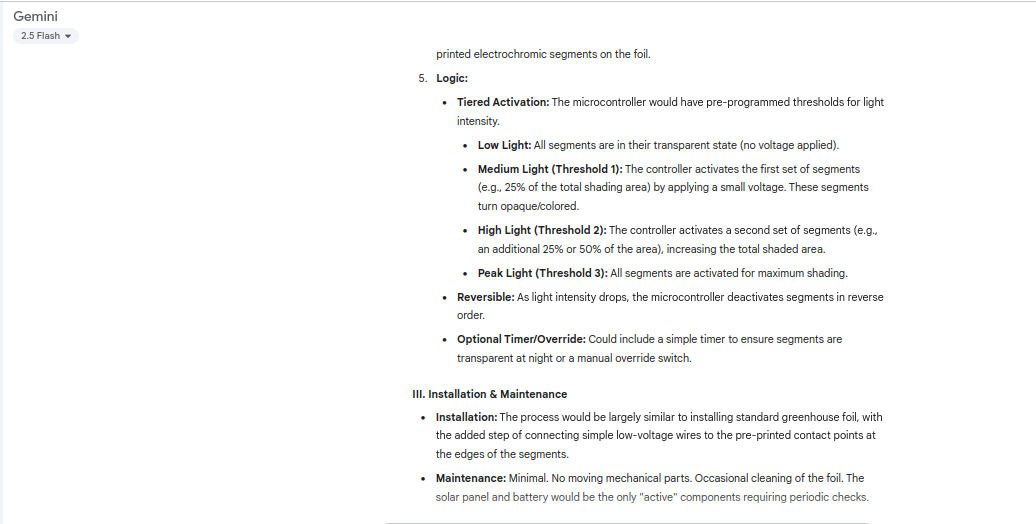 Gemini
2.5 Flash
printed electrochromic segments on the foil.
5. Logic:
• Tiered Activation: The microcontroller would have pre-programmed thresholds for light
intensity.
• Low Light: All segments are in their transparent state (no voltage applied).
• Medium Light (Threshold 1): The controller activates the first set of segments
(e.g., 25% of the total shading area) by applying a small voltage. These segments
turn opaque/colored.
• High Light (Threshold 2): The controller activates a second set of segments (e.g.,
an additional 25% or 50% of the area), increasing the total shaded area.
• Peak Light (Threshold 3): All segments are activated for maximum shading.
• Reversible: As light intensity drops, the microcontroller deactivates segments in reverse
order.
• Optional Timer/Override: Could include a simple timer to ensure segments are
transparent at night or a manual override switch.
III. Installation & Maintenance
• Installation: The process would be largely similar to installing standard greenhouse foil, with
the added step of connecting simple low-voltage wires to the pre-printed contact points at
the edges of the segments.
• Maintenance: Minimal. No moving mechanical parts. Occasional cleaning of the foil. The
solar panel and battery would be the only "active" components requiring periodic checks.